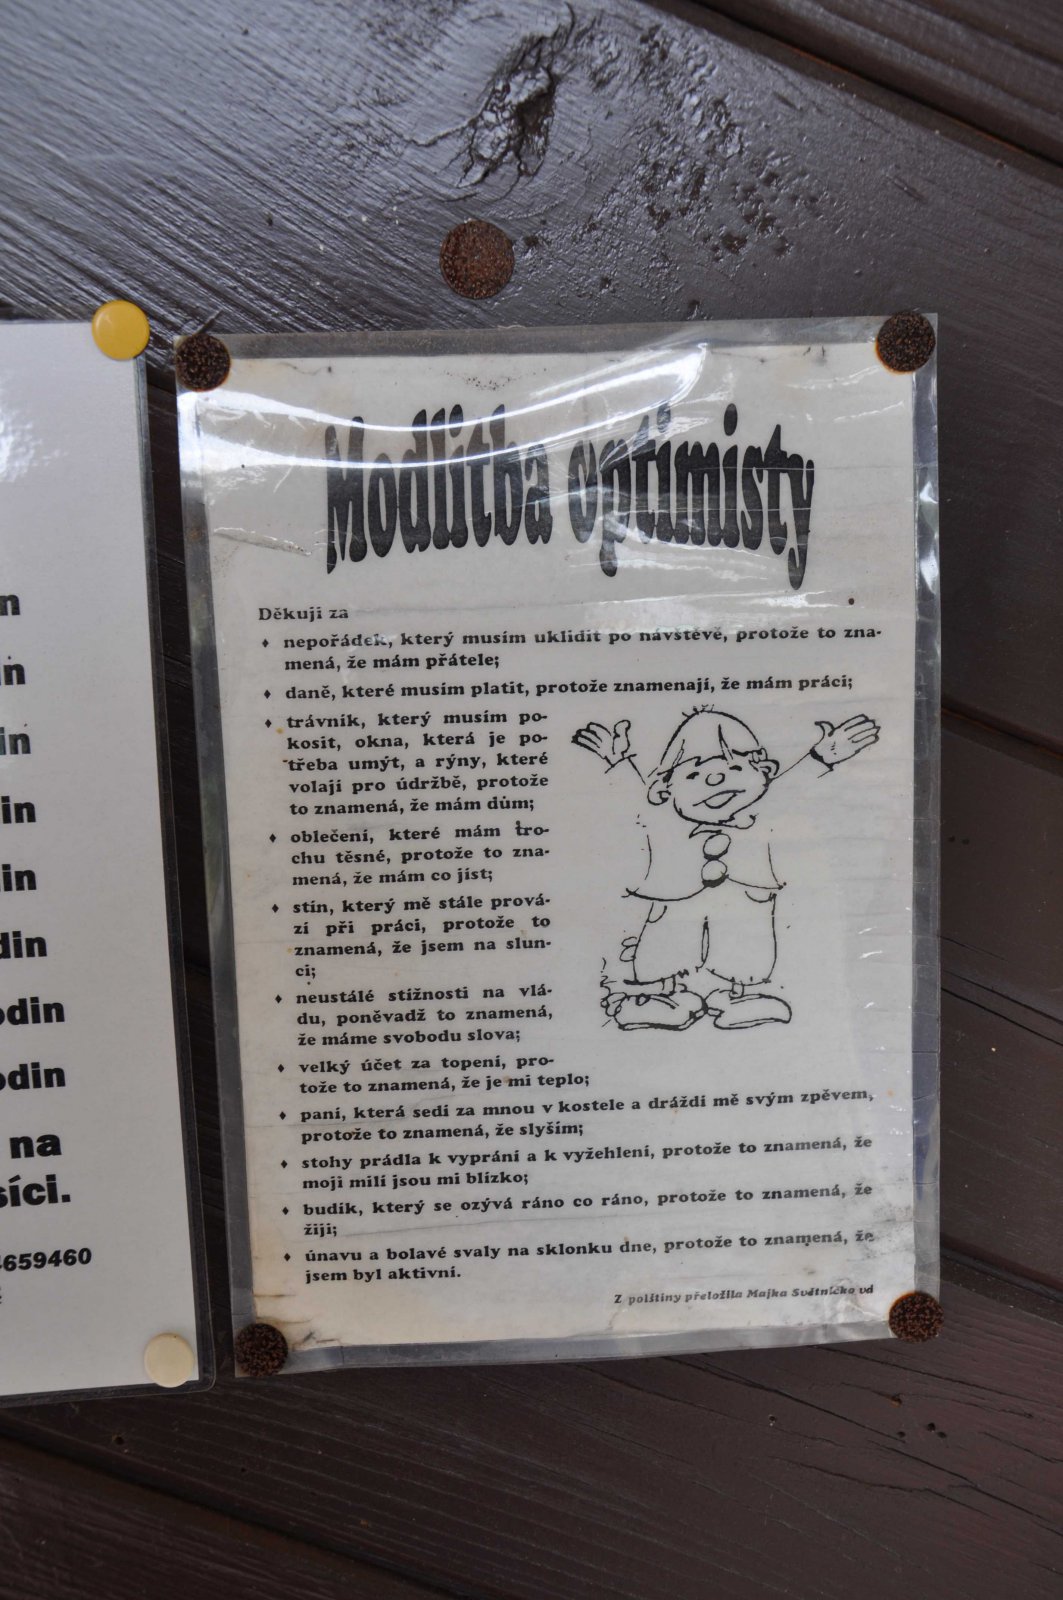 n
in
in
in
in
din
odin
odin
na
síci.
4659460
Modlitba optimisty
Děkuji za
♦ nepořádek, který musím uklidit po návštěvě, protože to zna-
mená, že mám přátele;
♦ daně, které musím platit, protože znamenají, že mám práci;
♦ trávník, který musím po-
kosit, okna, která je po-
třeba umýt, a rýny, které
volají pro údržbě, protože
to znamená, že mám dům;
♦ oblečení, které mám tro-
chu těsné, protože to zna-
mená, že mám co jíst;
♦ stín, který mě stále prová-
zí při práci, protože to
znamená, že jsem na slun-
ci;
♦ neustálé stížnosti na vlá-
du, poněvadž to znamená,
že máme svobodu slova;
♦ velký účet za topení, pro-
tože to znamená, že je mi teplo;
♦ paní, která sedí za mnou v kostele a dráždí mě svým zpěvem,
protože to znamená, že slyším;
♦ stohy prádla k vyprání a k vyžehlení, protože to znamená, že
moji milí jsou mi blízko;
♦ budík, který se ozývá ráno co ráno, protože to znamená, že
žiji;
♦ únavu a bolavé svaly na sklonku dne, protože to znamená, že
jsem byl aktivní.
Z polštiny přeložila Majka Světničko vd